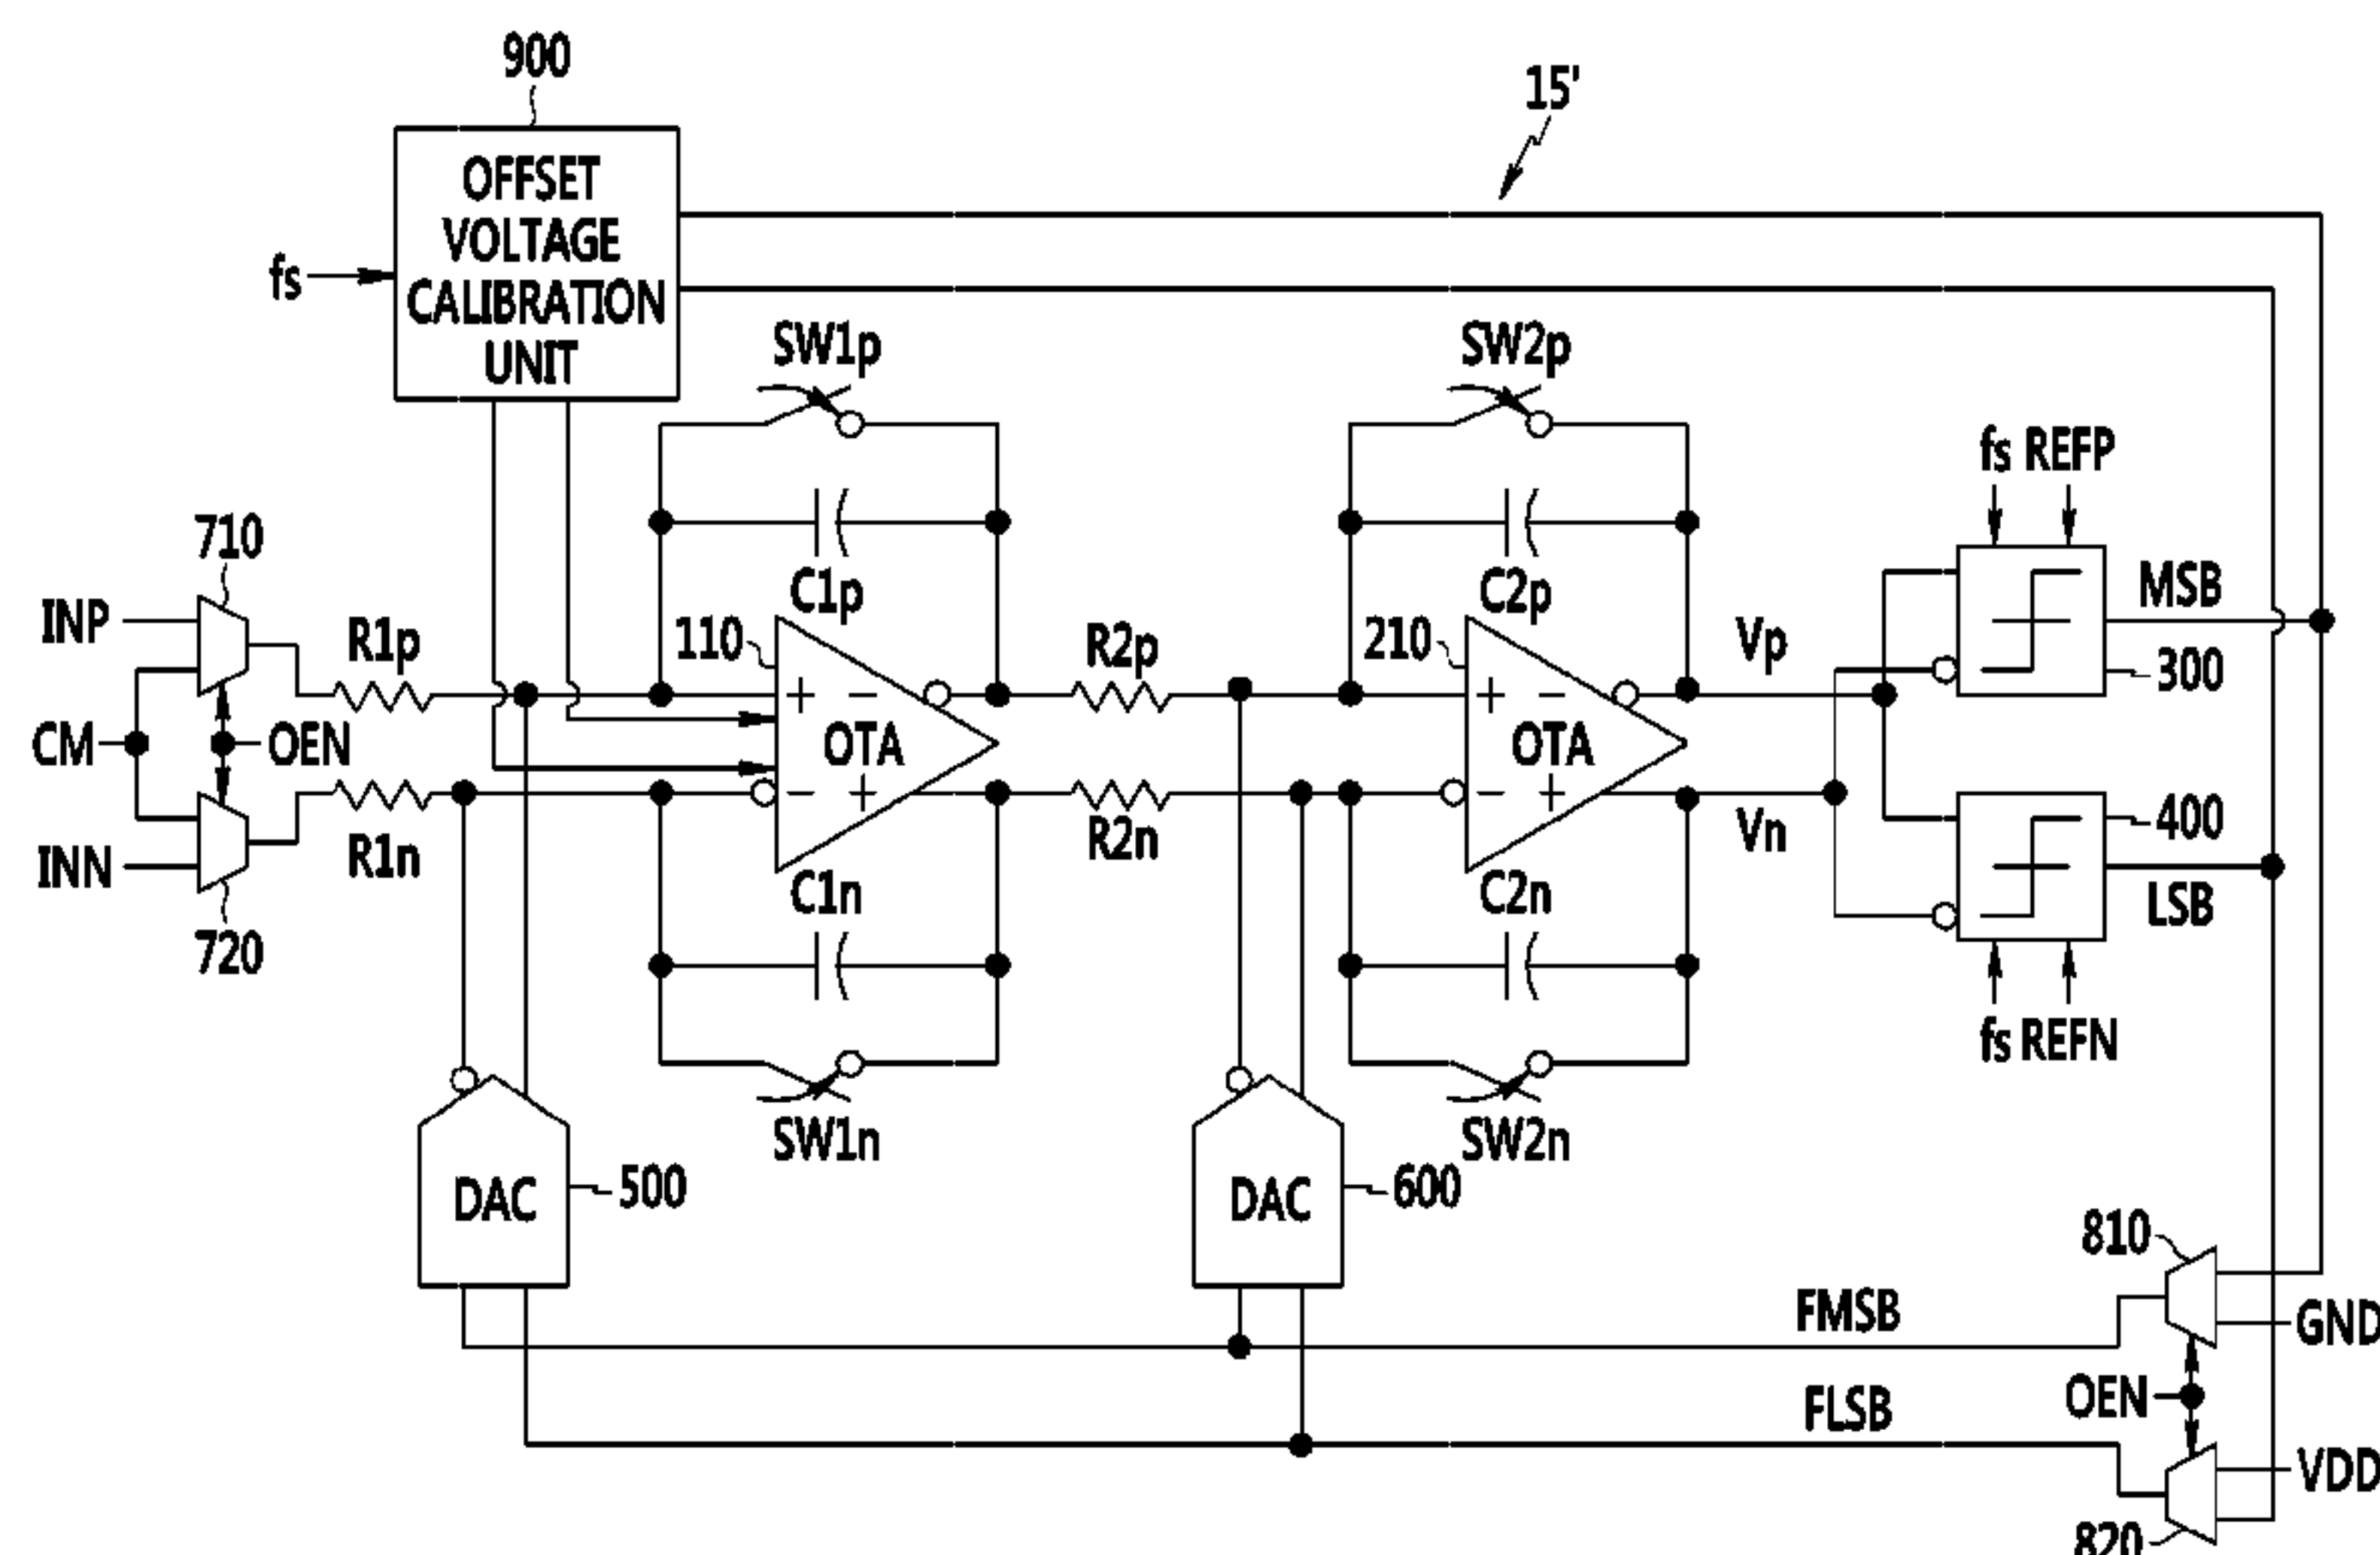 900
15'
OFFSET
VOLTAGE
CALIBRATION
UNIT
fs
SW1p
SW2p
fs REFP
710
C1p
C2p
INP
R1p
110
R2p
210
Vp
MSB
300
+ −
+ −
CM
OEN
OTA
OTA
− +
− +
INN
R1n
R2n
Vn
400
LSB
720
C1n
C2n
fs REFN
SW1n
SW2n
DAC
500
DAC
600
810
FMSB
GND
OEN
FLSB
VDD
820